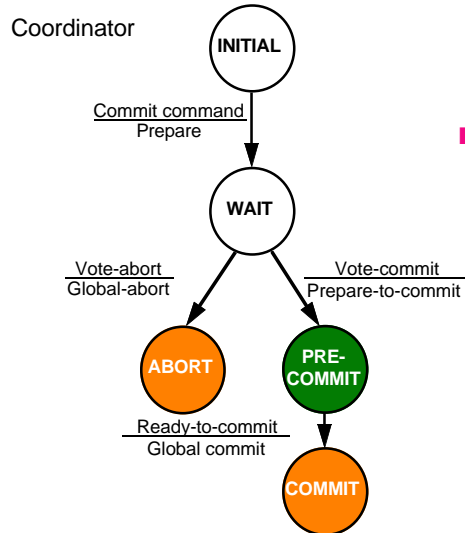 Coordinator
INITIAL
Commit command
Prepare
WAIT
Vote-abort
Global-abort
Vote-commit
Prepare-to-commit
ABORT
PRE-
COMMIT
Ready-to-commit
Global commit
COMMIT